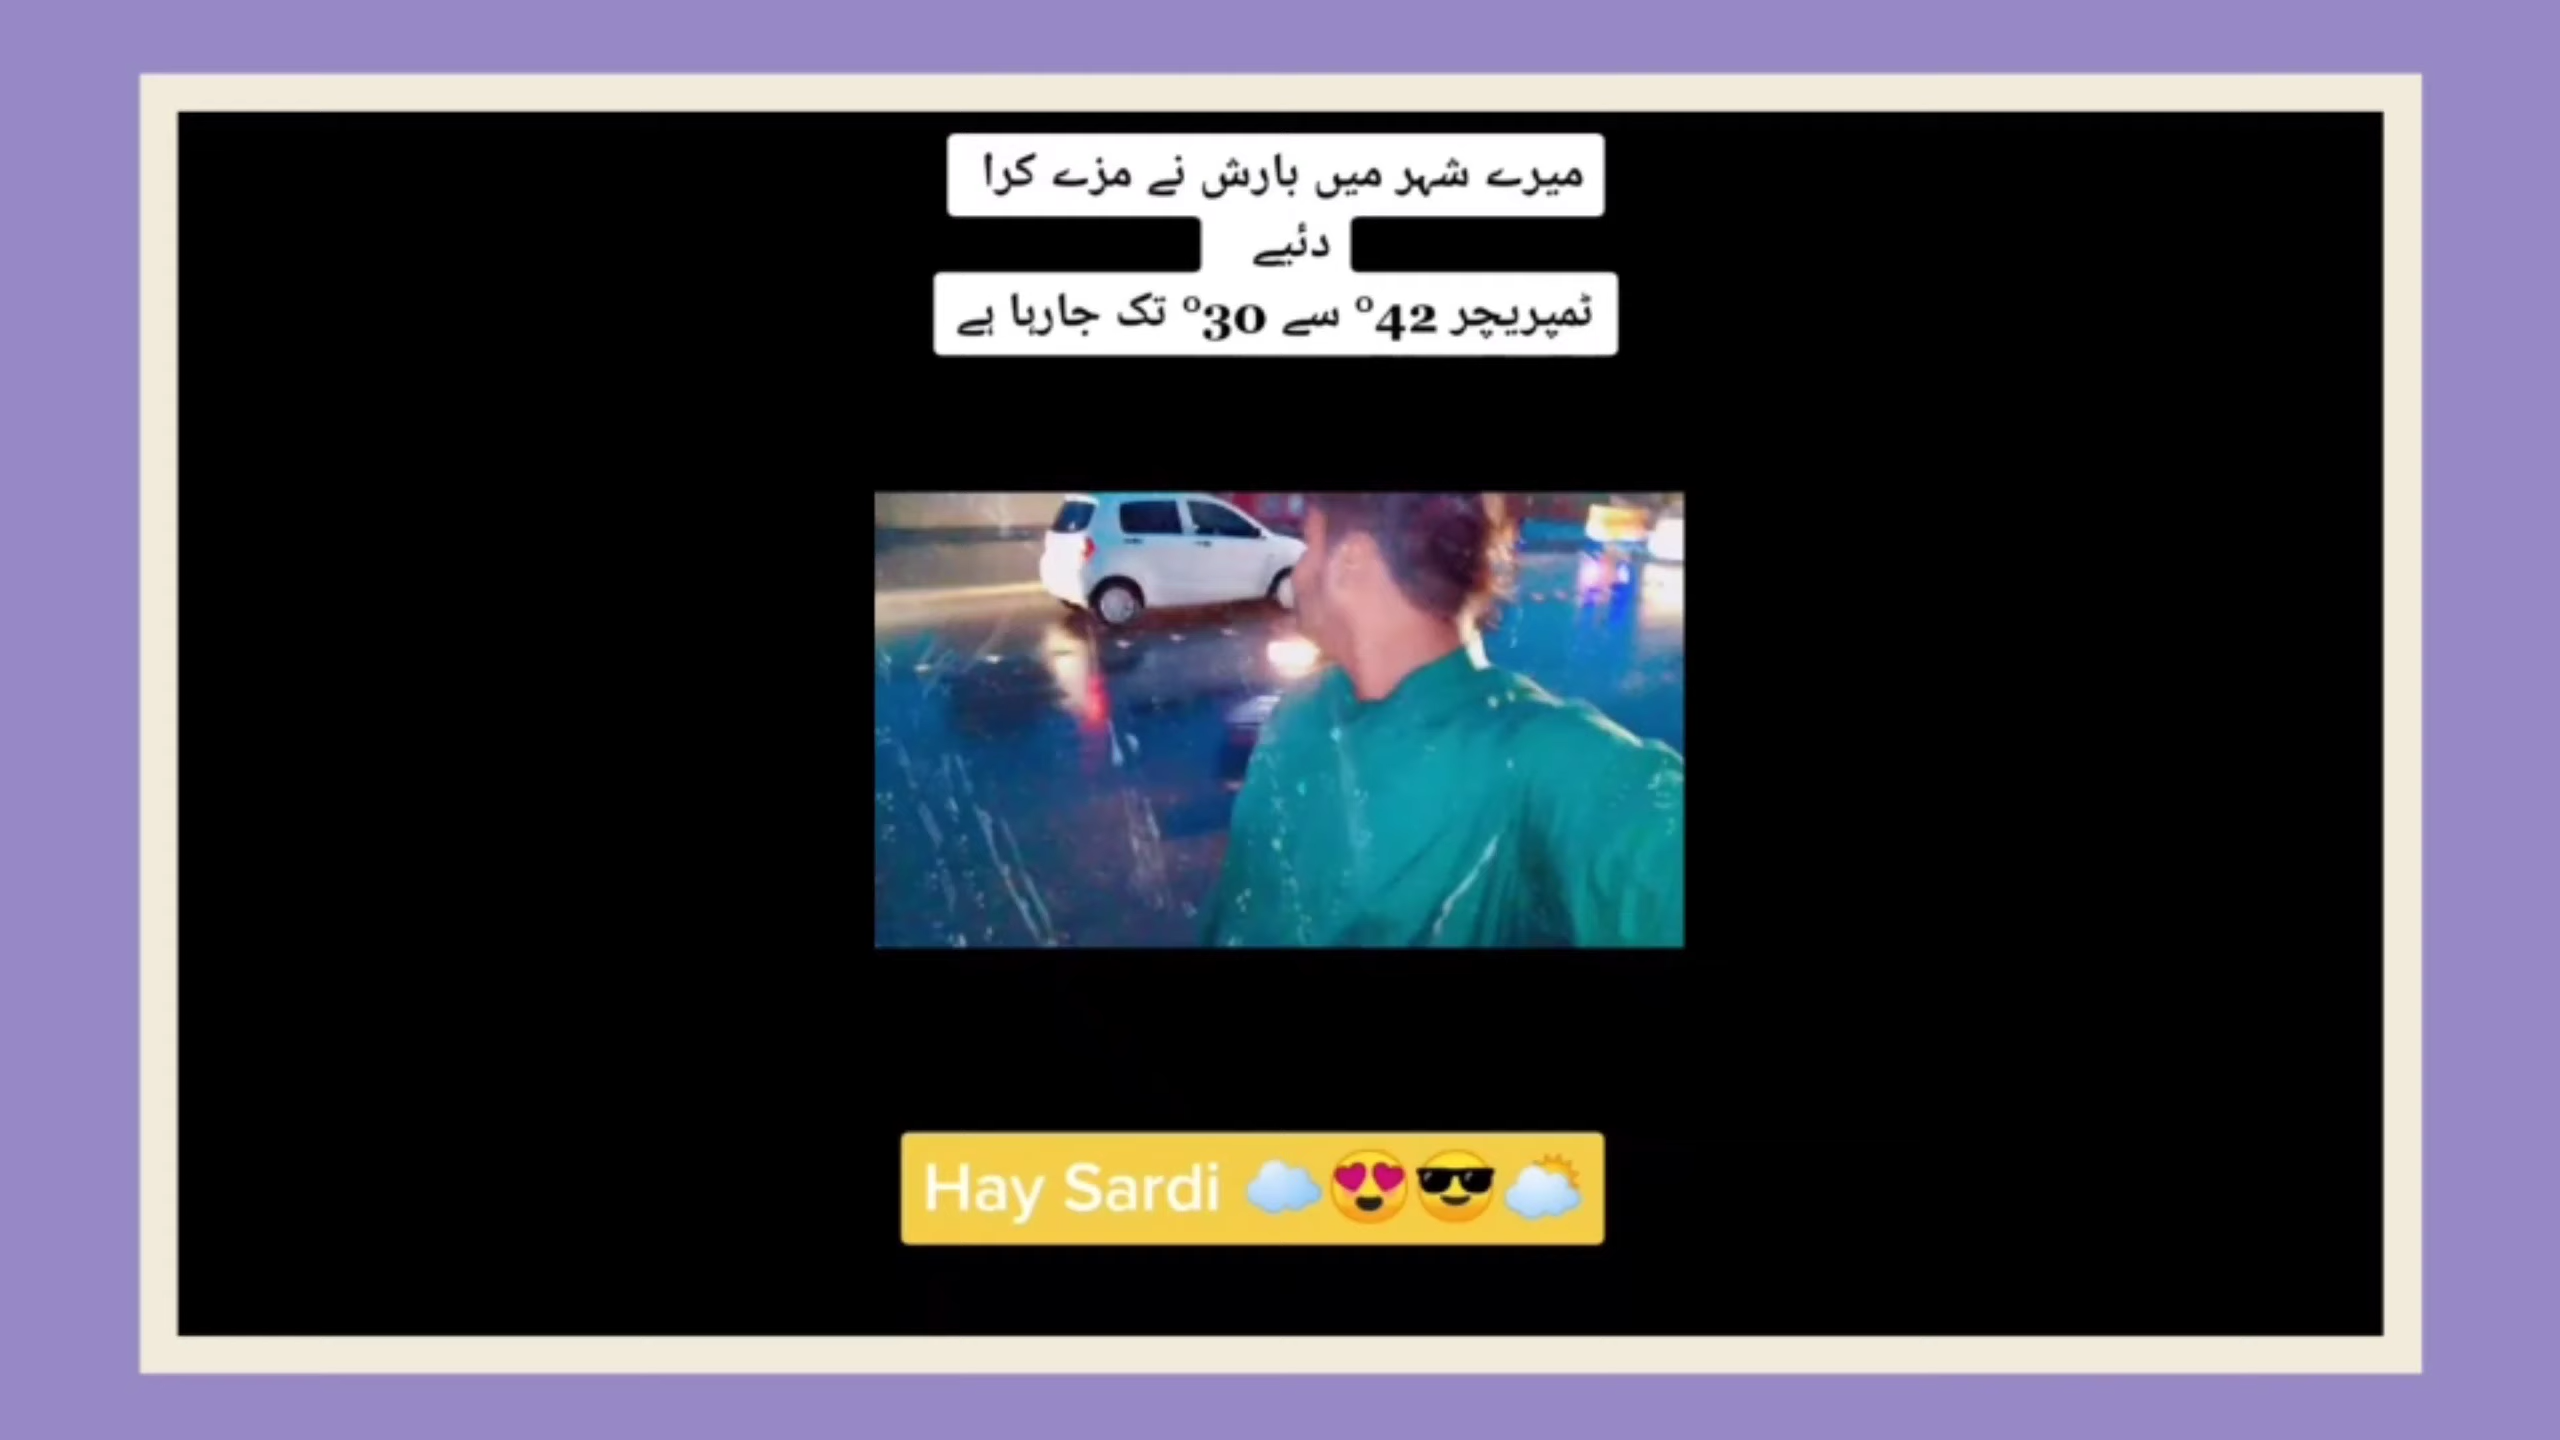 میرے شہر میں بارش نے مزے کرا
دئیے
ٹمپریچر 42° سے 30° تک جارہا ہے
Hay Sardi ☁️😍😎🌥️